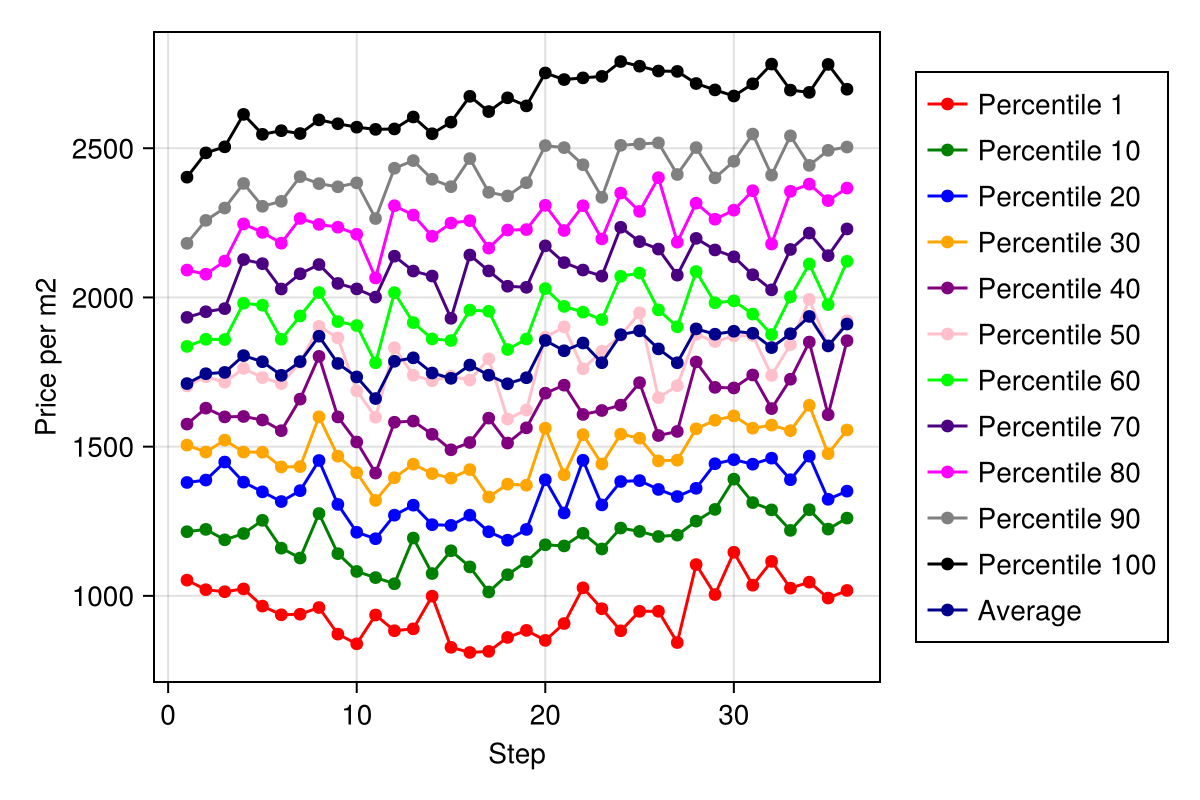 2500
2000
1500
1000
Price per m2
0 10 20 30
Step
Percentile 1
Percentile 10
Percentile 20
Percentile 30
Percentile 40
Percentile 50
Percentile 60
Percentile 70
Percentile 80
Percentile 90
Percentile 100
Average